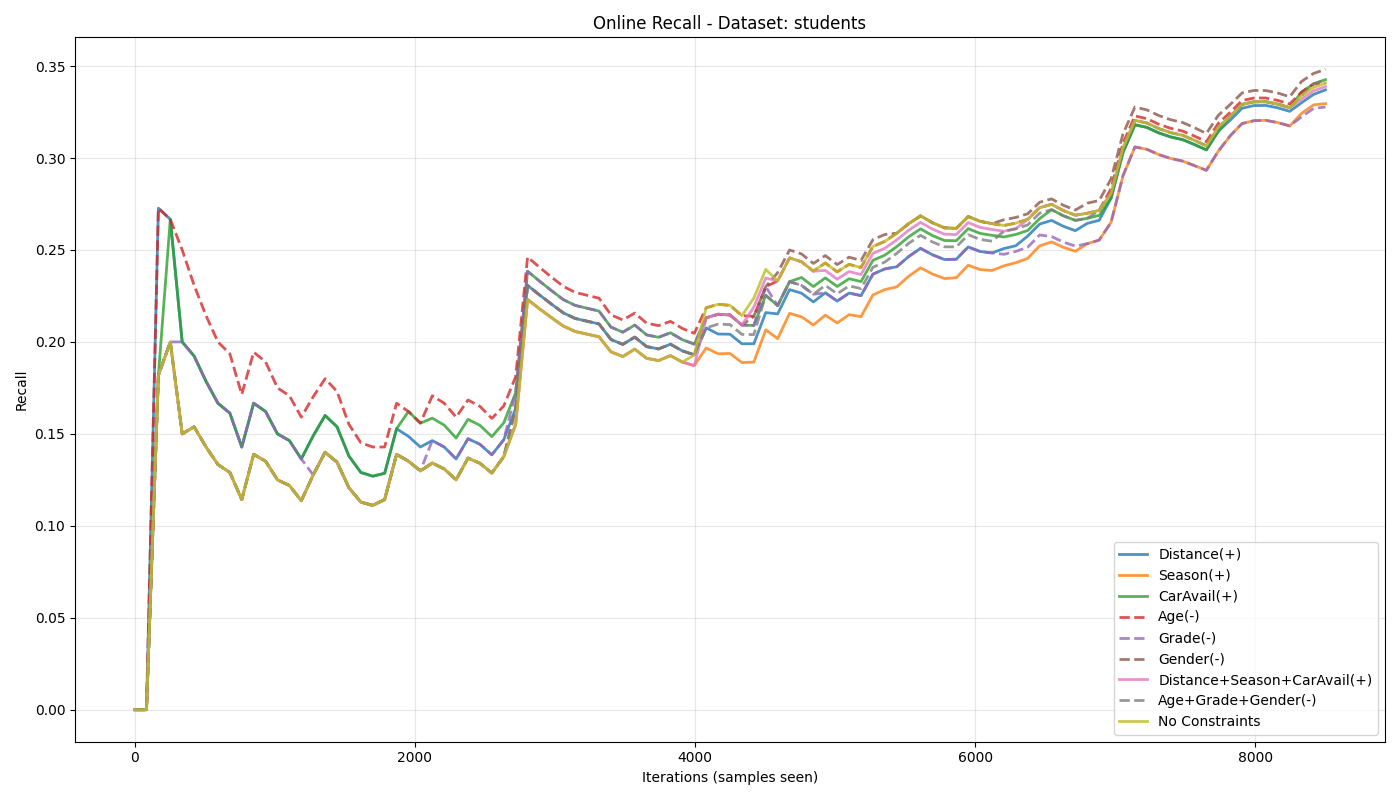 Online Recall - Dataset: students
Recall
0.35
0.30
0.25
0.20
0.15
0.10
0.05
0.00
Distance(+)
Season(+)
CarAvail(+)
Age(-)
Grade(-)
Gender(-)
Distance+Season+CarAvail(+)
Age+Grade+Gender(-)
No Constraints
0
2000
4000
6000
8000
Iterations (samples seen)